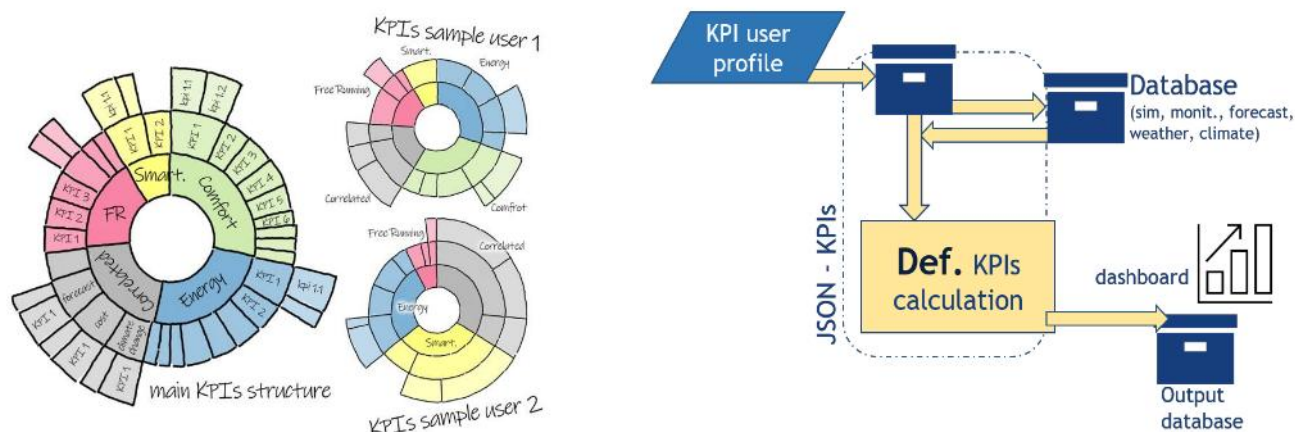 KPI 1.1
KPI 1
KPI 2
Smart.
KPI 1.1
KPI 1.2
KPI 1
KPI 2
KPI 3
KPI 4
KPI 5
KPI 6
Comfort
KPI 3
KPI 2
KPI 1
FR
Correlated
forecast
cost
climate
change
KPI 1
KPI 1
KPI 1
Energy
KPI 1
KPI 2
KPI 1.1
main KPIs structure
KPIs sample user 1
Smart.
Energy
Free Running
Correlated
Comfrot
Free Running
Correlated
Energy
Smart.
KPIs sample user 2
KPI user
profile
Database
(sim, monit., forecast,
weather, climate)
JSON - KPIs
Def. KPIs
calculation
dashboard
Output
database